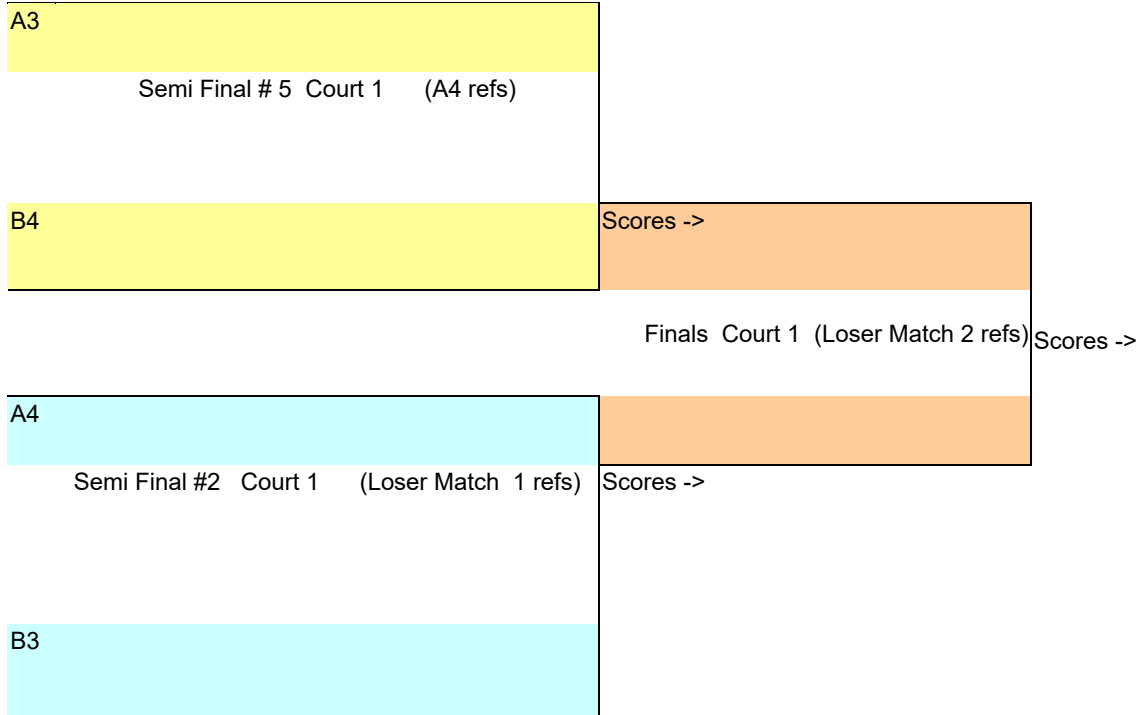 A3
Semi Final # 5 Court 1 (A4 refs)
B4
Scores ->
Finals Court 1 (Loser Match 2 refs)
Scores ->
A4
Semi Final #2 Court 1 (Loser Match 1 refs)
Scores ->
B3